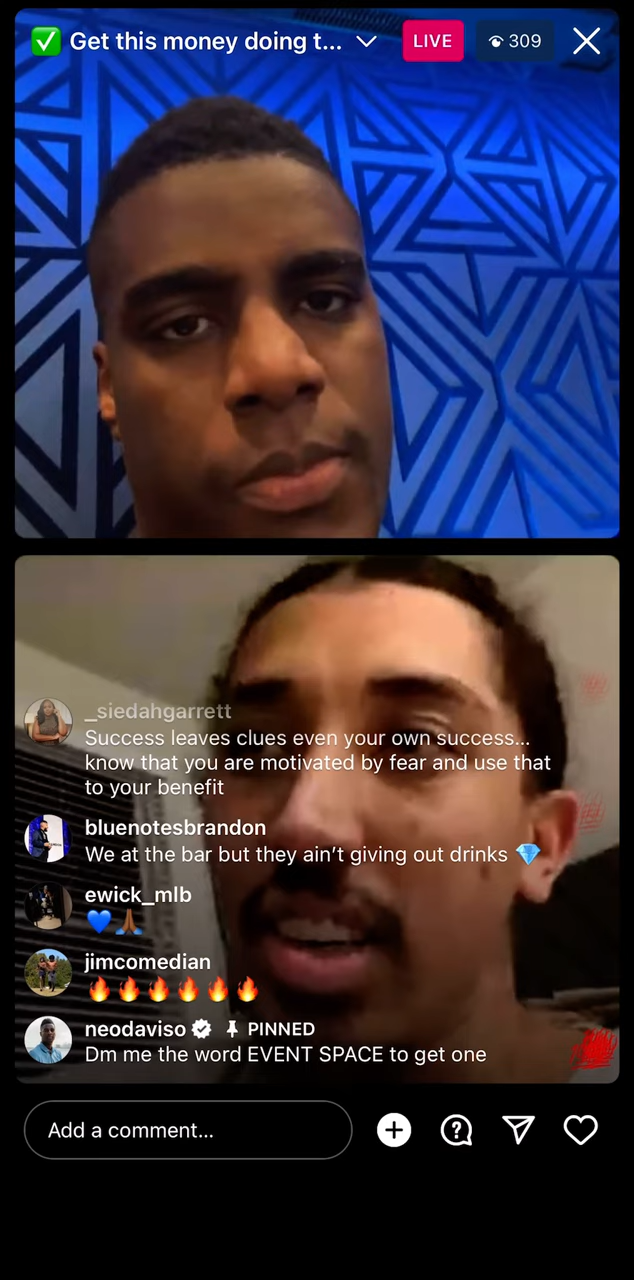 ✅ Get this money doing t...
LIVE
309
_siedahgarrett
Success leaves clues even your own success...
know that you are motivated by fear and use that
to your benefit
bluenotesbrandon
We at the bar but they ain’t giving out drinks 💎
ewick_mlb
💙🙏🏾
jimcomedian
🔥🔥🔥🔥🔥🔥
neodaviso PINNED
Dm me the word EVENT SPACE to get one
Add a comment...